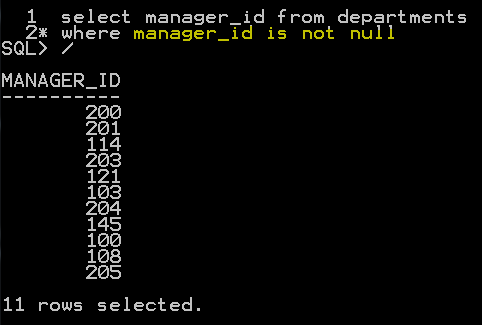 1 select manager_id from departments
2* where manager_id is not null
SQL> /
MANAGER_ID
----------
200
201
114
203
121
103
204
145
100
108
205
11 rows selected.